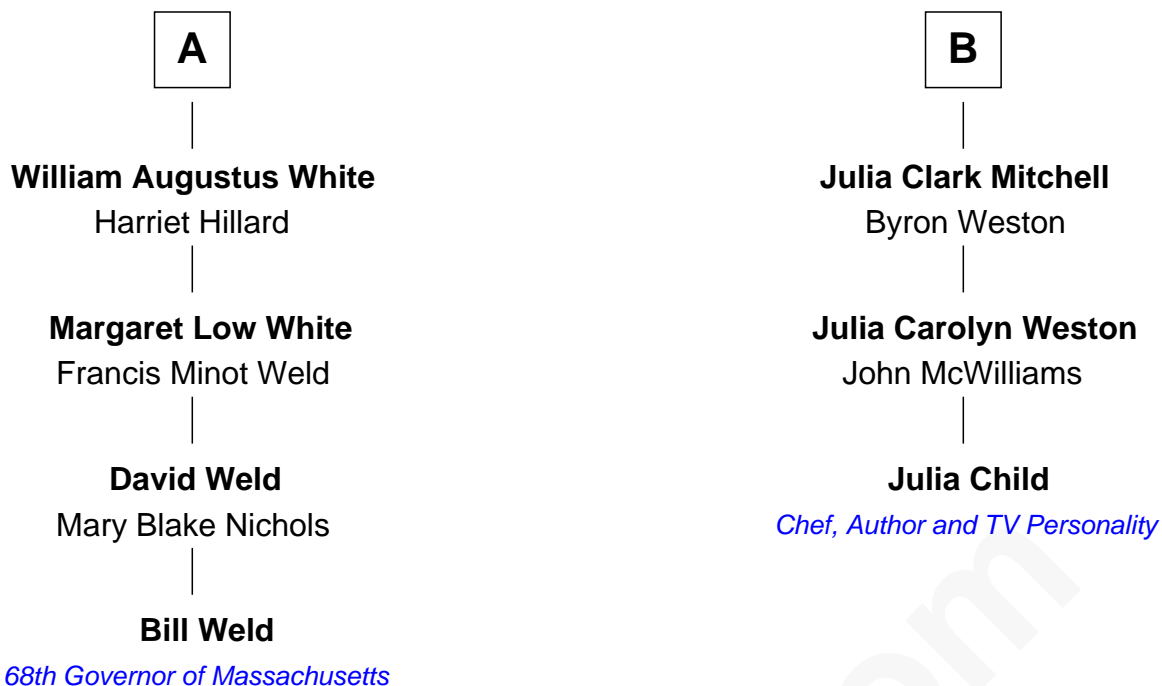 A
B
William Augustus White
Harriet Hillard
Julia Clark Mitchell
Byron Weston
Margaret Low White
Francis Minot Weld
Julia Carolyn Weston
John McWilliams
David Weld
Mary Blake Nichols
Julia Child
Chef, Author and TV Personality
Bill Weld
68th Governor of Massachusetts